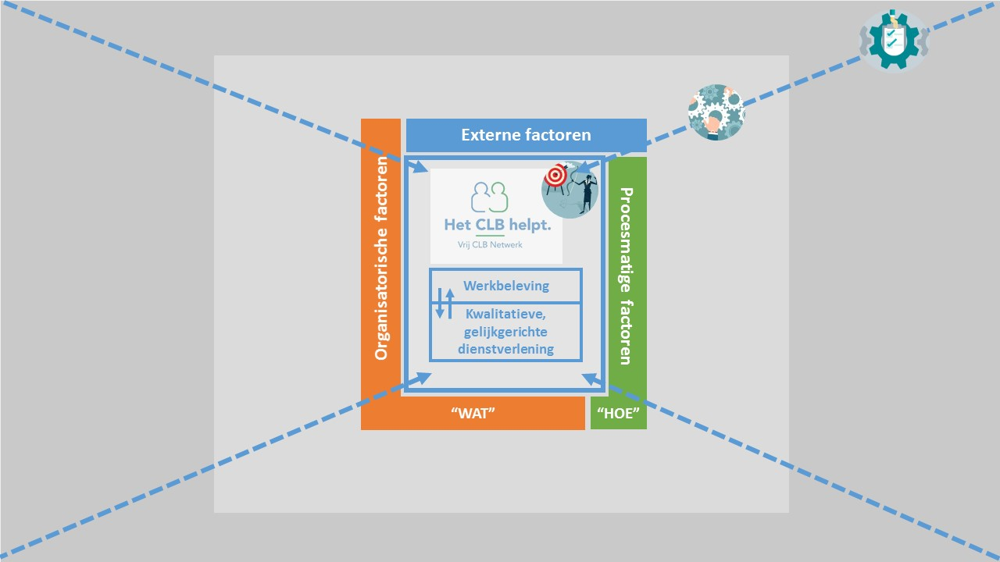 Externe factoren
Organisatorische factoren
Het CLB helpt.
Vrij CLB Netwerk
Procesmatige factoren
Werkbeleving
Kwalitatieve,
gelijkgerichte
dienstverlening
“WAT”
“HOE”